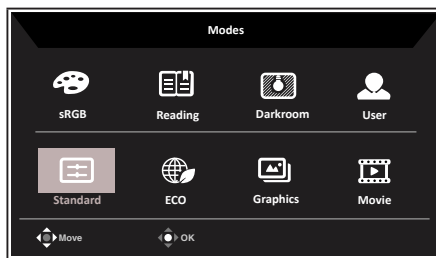 Modes
sRGB Reading Darkroom User
Standard ECO Graphics Movie
Move OK